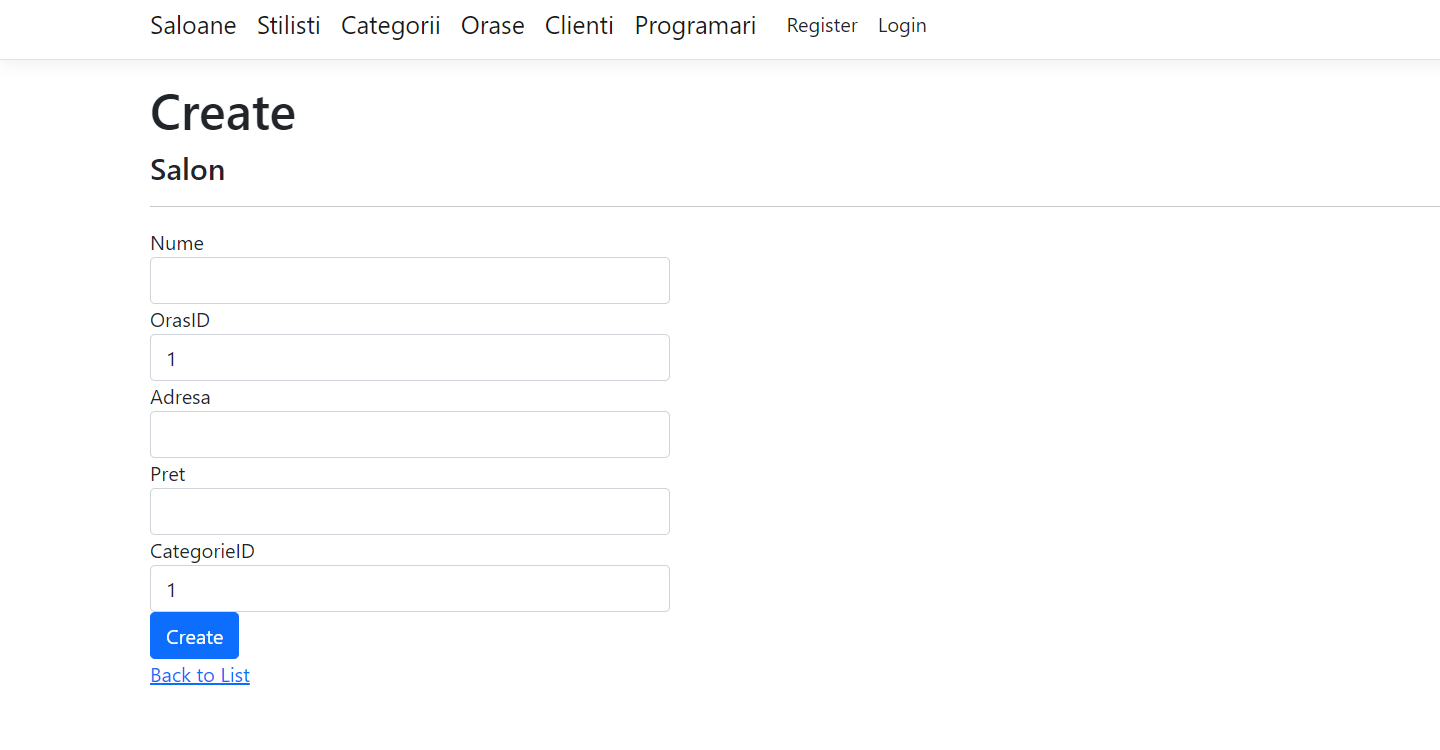 Saloane Stilisti Categorii Orase Clienti Programari Register Login
Create
Salon
Nume
OrasID
1
Adresa
Pret
CategorieID
1
Create
Back to List